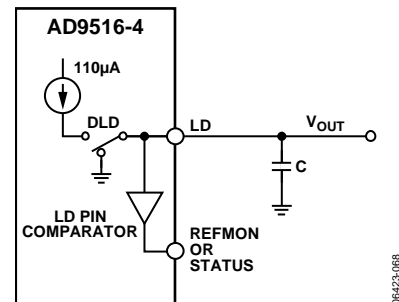 AD9516-4
110µA
DLD
LD
VOUT
C
LD PIN
COMPARATOR
REFMON
OR
STATUS
06423-068